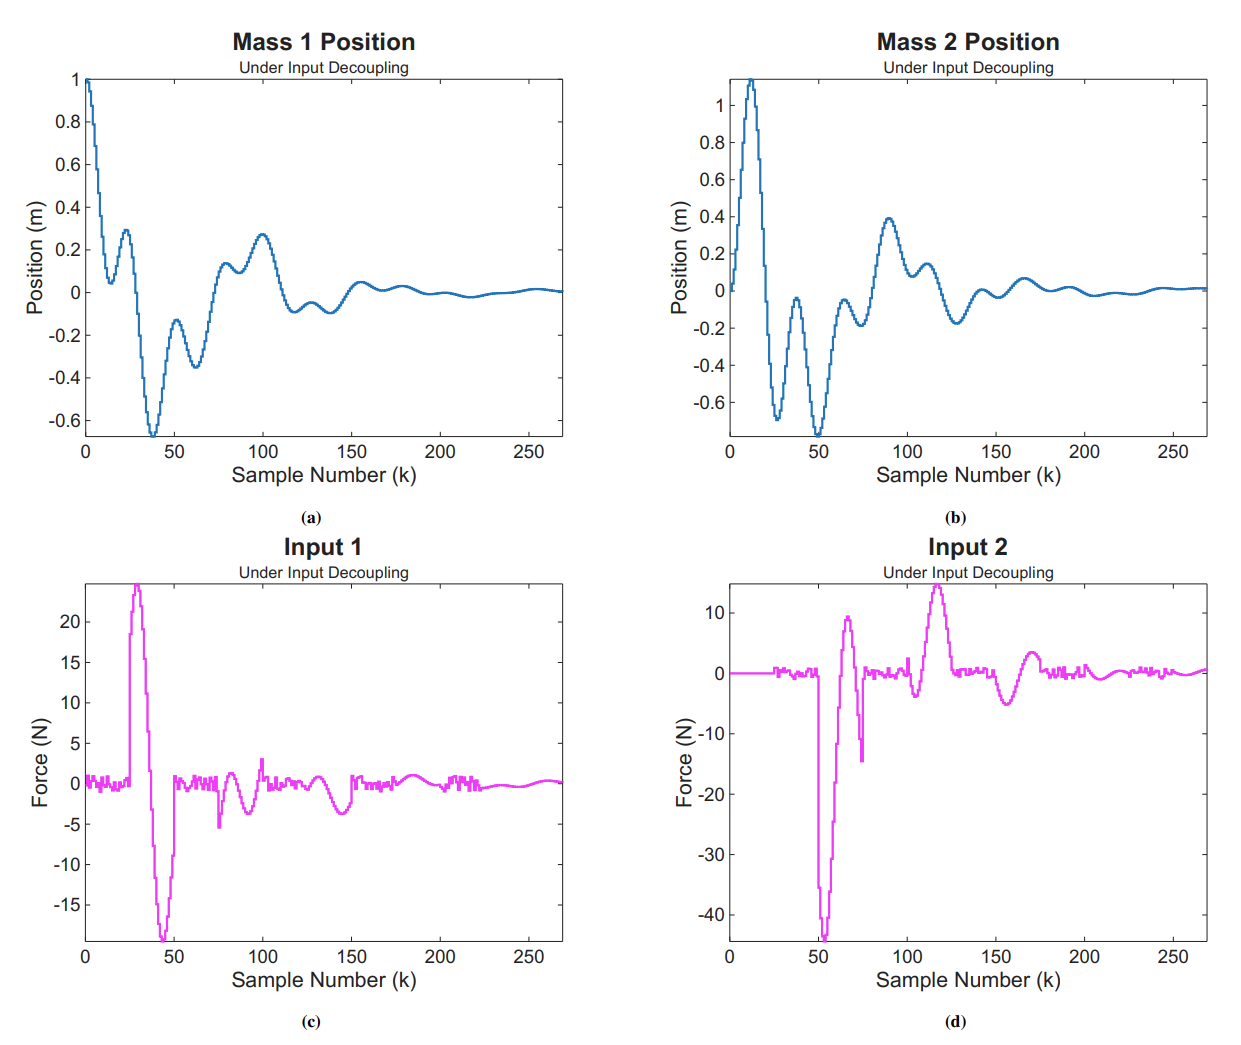 Mass 1 Position
Under Input Decoupling
1
0.8
0.6
0.4
0.2
0
-0.2
-0.4
-0.6
Position (m)
0 50 100 150 200 250
Sample Number (k)
(a)
Mass 2 Position
Under Input Decoupling
1
0.8
0.6
0.4
0.2
0
-0.2
-0.4
-0.6
Position (m)
0 50 100 150 200 250
Sample Number (k)
(b)
Input 1
Under Input Decoupling
20
15
10
5
0
-5
-10
-15
Force (N)
0 50 100 150 200 250
Sample Number (k)
(c)
Input 2
Under Input Decoupling
10
0
-10
-20
-30
-40
Force (N)
0 50 100 150 200 250
Sample Number (k)
(d)